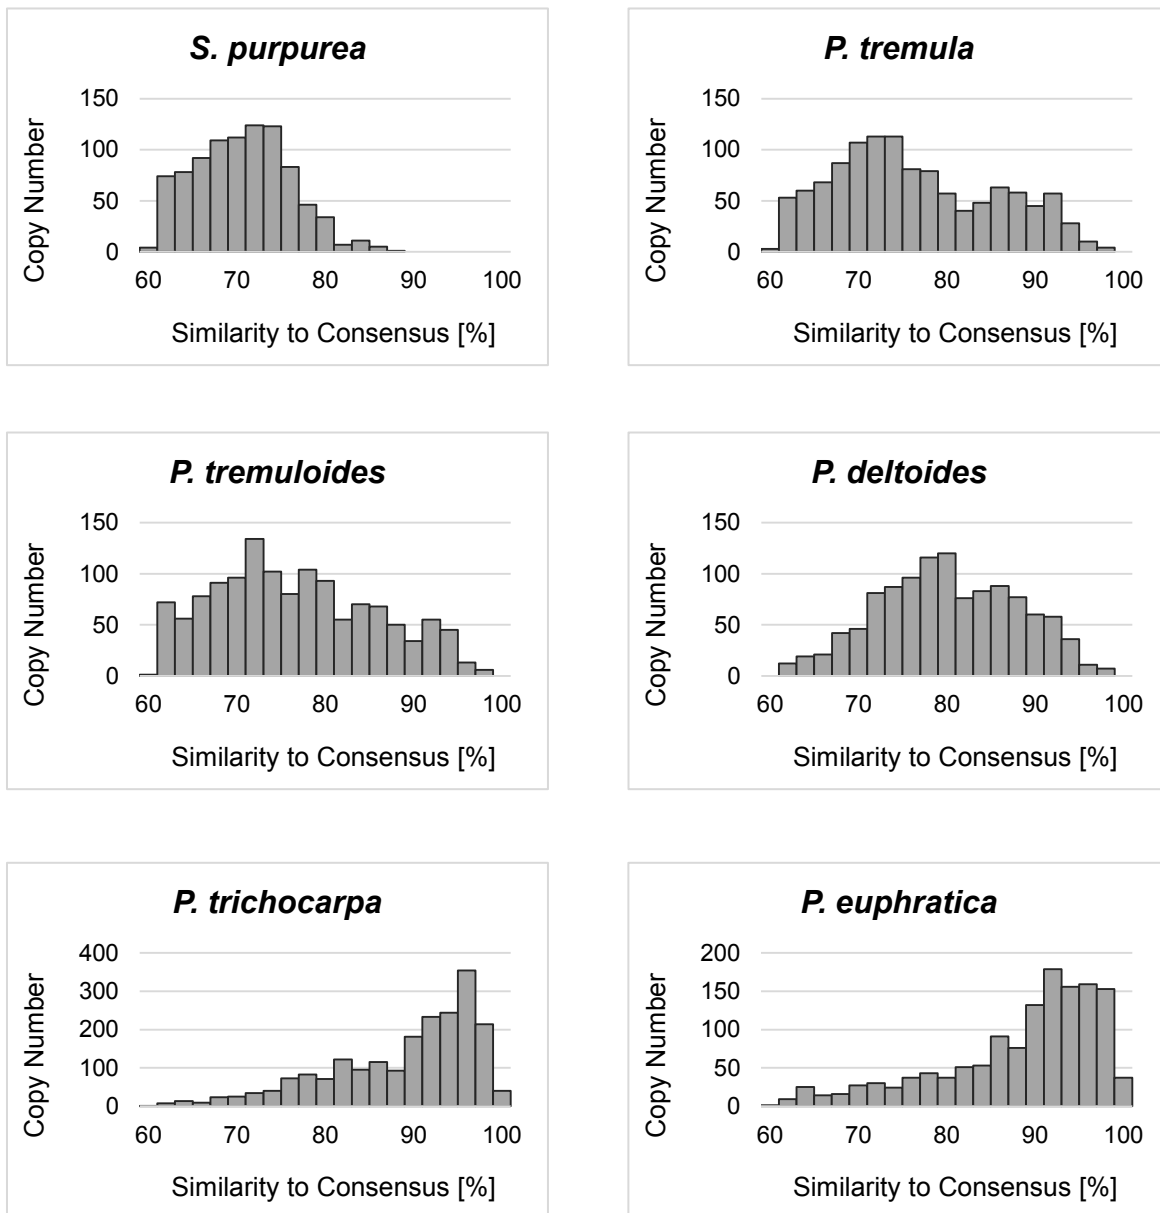 S. purpurea
150
100
50
0
Copy Number
60 70 80 90 100
Similarity to Consensus [%]
P. tremula
150
100
50
0
Copy Number
60 70 80 90 100
Similarity to Consensus [%]
P. tremuloides
150
100
50
0
Copy Number
60 70 80 90 100
Similarity to Consensus [%]
P. deltoides
150
100
50
0
Copy Number
60 70 80 90 100
Similarity to Consensus [%]
P. trichocarpa
400
300
200
100
0
Copy Number
60 70 80 90 100
Similarity to Consensus [%]
P. euphratica
200
150
100
50
0
Copy Number
60 70 80 90 100
Similarity to Consensus [%]